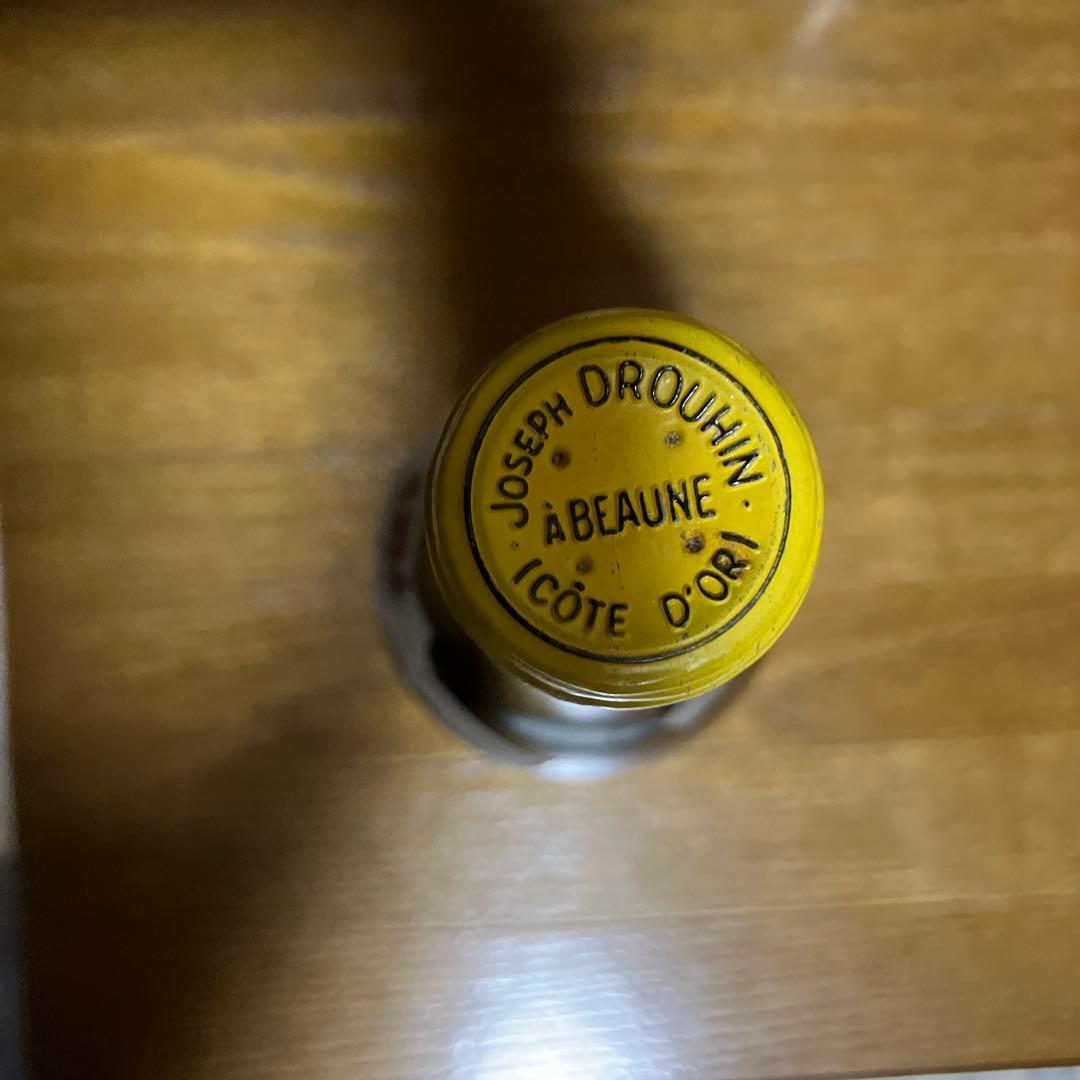 JOSEPH DROUHIN
À BEAUNE
(CÔTE D'OR)